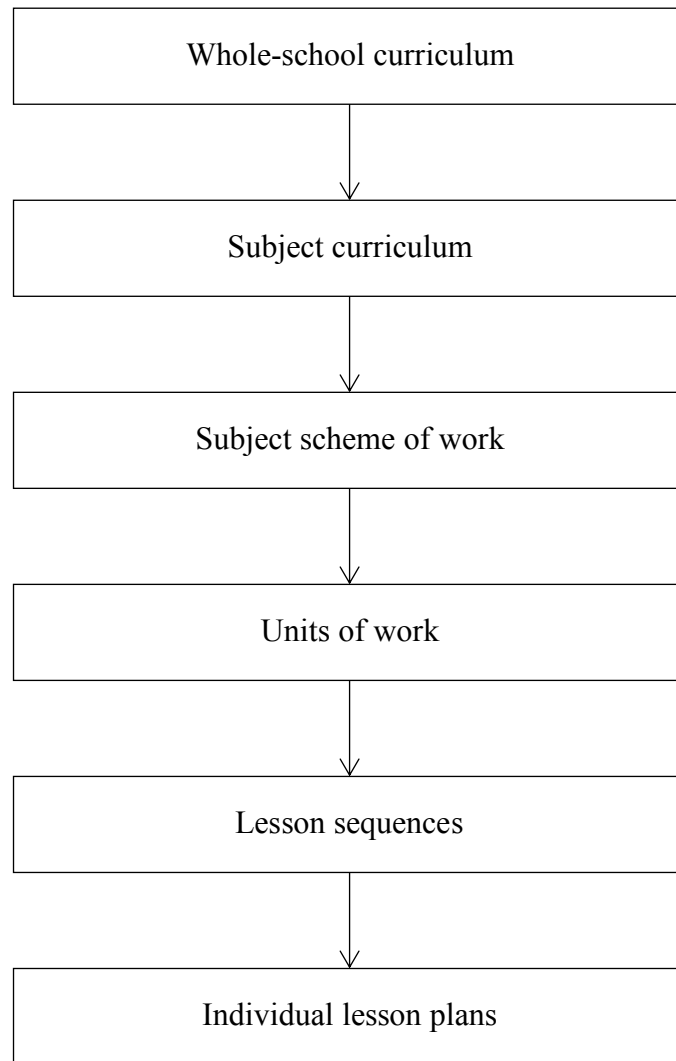 Whole-school curriculum
Subject curriculum
Subject scheme of work
Units of work
Lesson sequences
Individual lesson plans